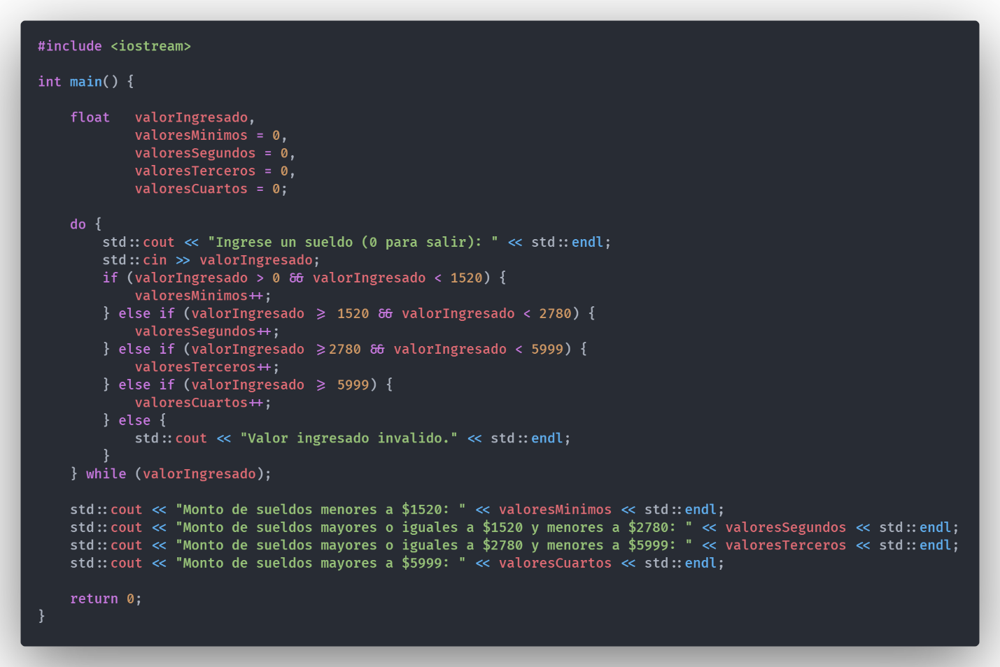 #include <iostream>

int main() {

    float   valorIngresado,
            valoresMinimos = 0,
            valoresSegundos = 0,
            valoresTerceros = 0,
            valoresCuartos = 0;

    do {
        std::cout << "Ingrese un sueldo (0 para salir): " << std::endl;
        std::cin >> valorIngresado;
        if (valorIngresado > 0 && valorIngresado < 1520) {
            valoresMinimos++;
        } else if (valorIngresado >= 1520 && valorIngresado < 2780) {
            valoresSegundos++;
        } else if (valorIngresado >=2780 && valorIngresado < 5999) {
            valoresTerceros++;
        } else if (valorIngresado >= 5999) {
            valoresCuartos++;
        } else {
            std::cout << "Valor ingresado invalido." << std::endl;
        }
    } while (valorIngresado);

    std::cout << "Monto de sueldos menores a $1520: " << valoresMinimos << std::endl;
    std::cout << "Monto de sueldos mayores o iguales a $1520 y menores a $2780: " << valoresSegundos << std::endl;
    std::cout << "Monto de sueldos mayores o iguales a $2780 y menores a $5999: " << valoresTerceros << std::endl;
    std::cout << "Monto de sueldos mayores a $5999: " << valoresCuartos << std::endl;

    return 0;
}